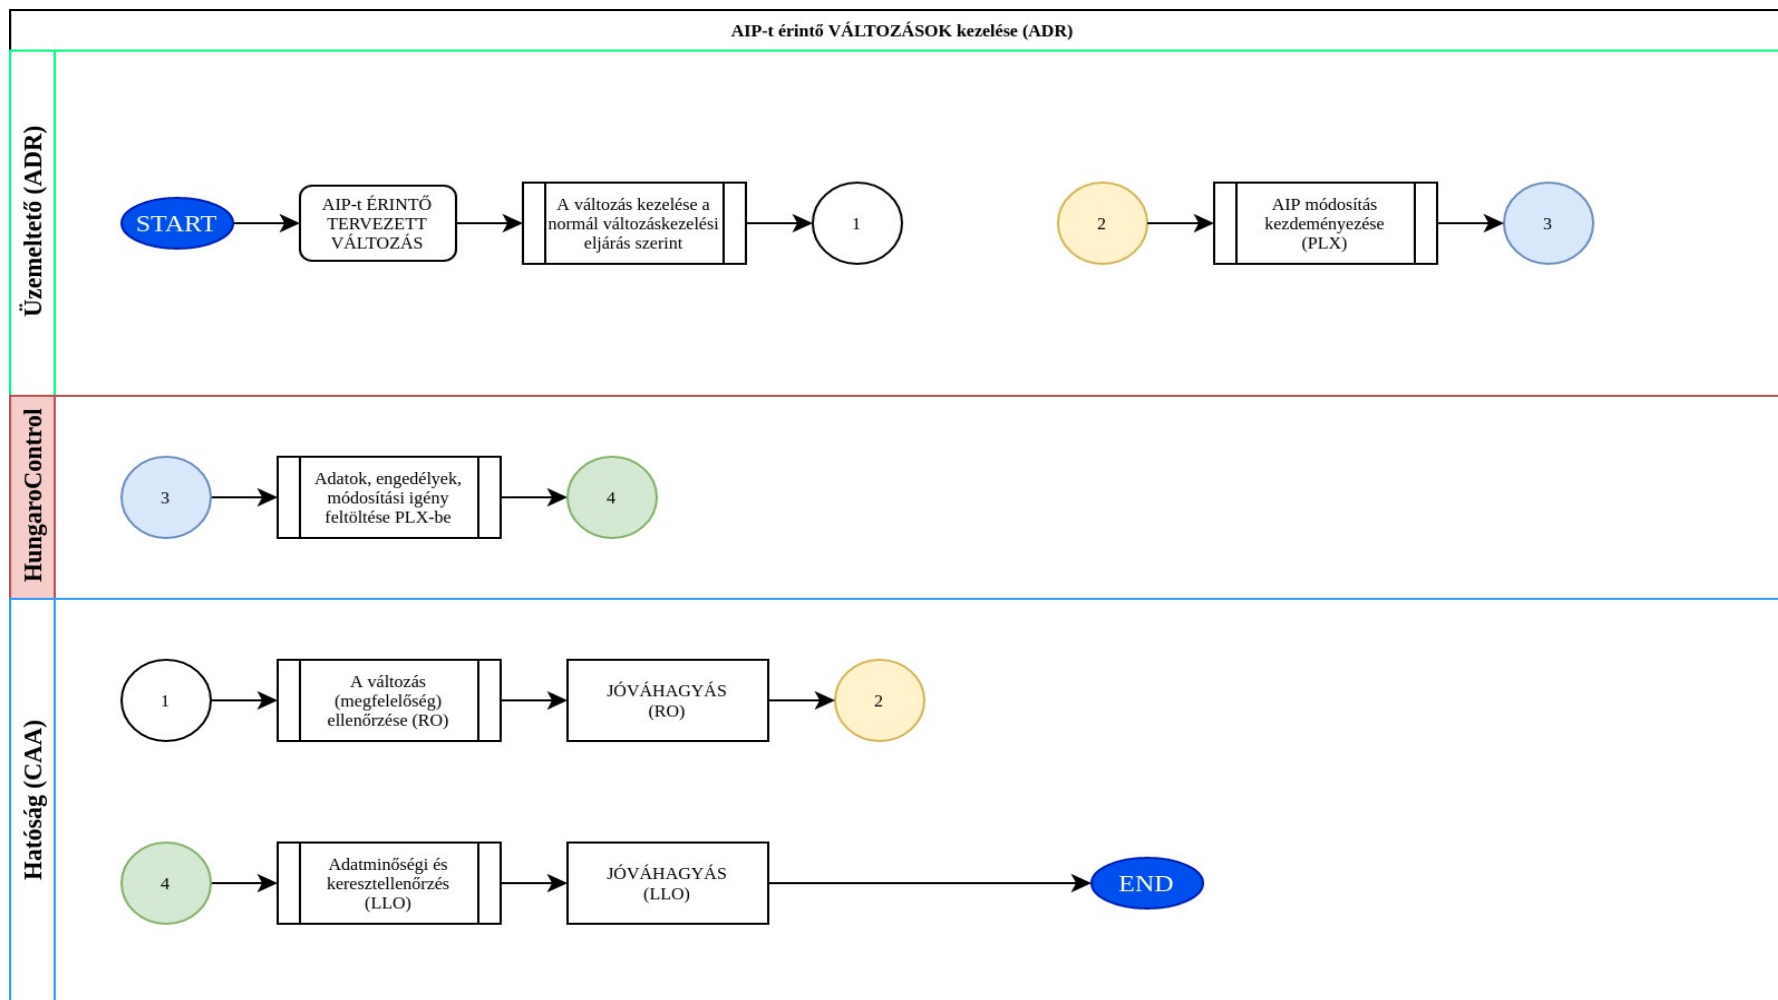 AIP-t érintő VÁLTOZÁSOK kezelése (ADR)
Üzemeltető (ADR)
START
AIP-t ÉRINTŐ
TERVEZETT
VÁLTOZÁS
A változás kezelése a
normál változáskezelési
eljárás szerint
1
2
AIP módosítás
kezdeményezése
(PLX)
3
HungaroControl
3
Adatok, engedélyek,
módosítási igény
feltöltése PLX-be
4
Hatóság (CAA)
1
A változás
(megfelelőség)
ellenőrzése (RO)
JÓVÁHAGYÁS
(RO)
2
4
Adatminőségi és
keresztellenőrzés
(LLO)
JÓVÁHAGYÁS
(LLO)
END